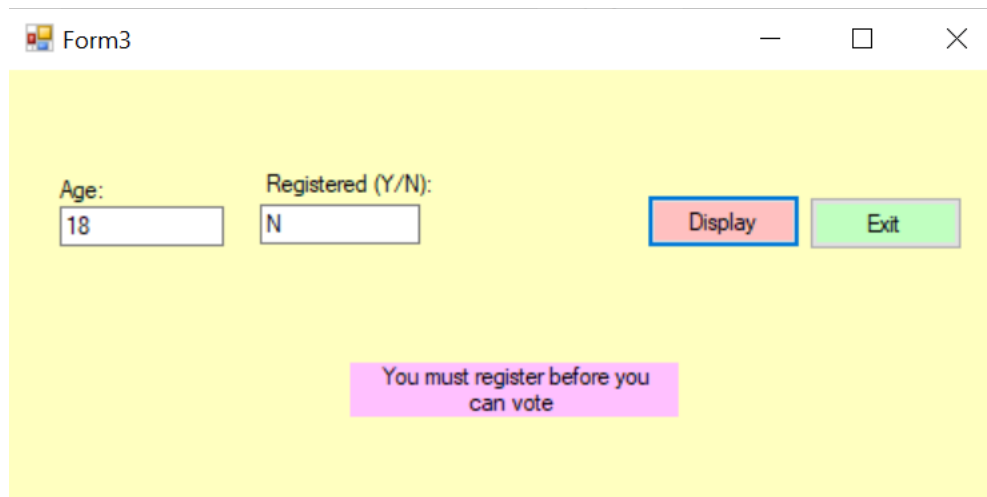 Form3
Age:
Registered (Y/N):
18
N
Display
Exit
You must register before you
can vote